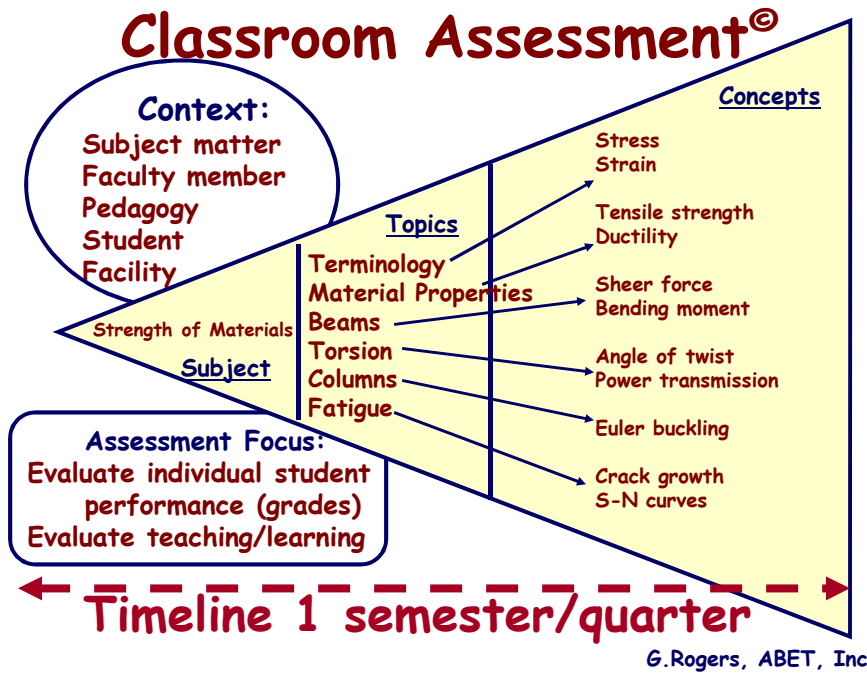 Classroom Assessment©
Context:
Subject matter
Faculty member
Pedagogy
Student
Facility
Strength of Materials
Subject
Topics
Terminology
Material Properties
Beams
Torsion
Columns
Fatigue
Concepts
Stress
Strain
Tensile strength
Ductility
Sheer force
Bending moment
Angle of twist
Power transmission
Euler buckling
Crack growth
S-N curves
Assessment Focus:
Evaluate individual student
performance (grades)
Evaluate teaching/learning
Timeline 1 semester/quarter
G.Rogers, ABET, Inc